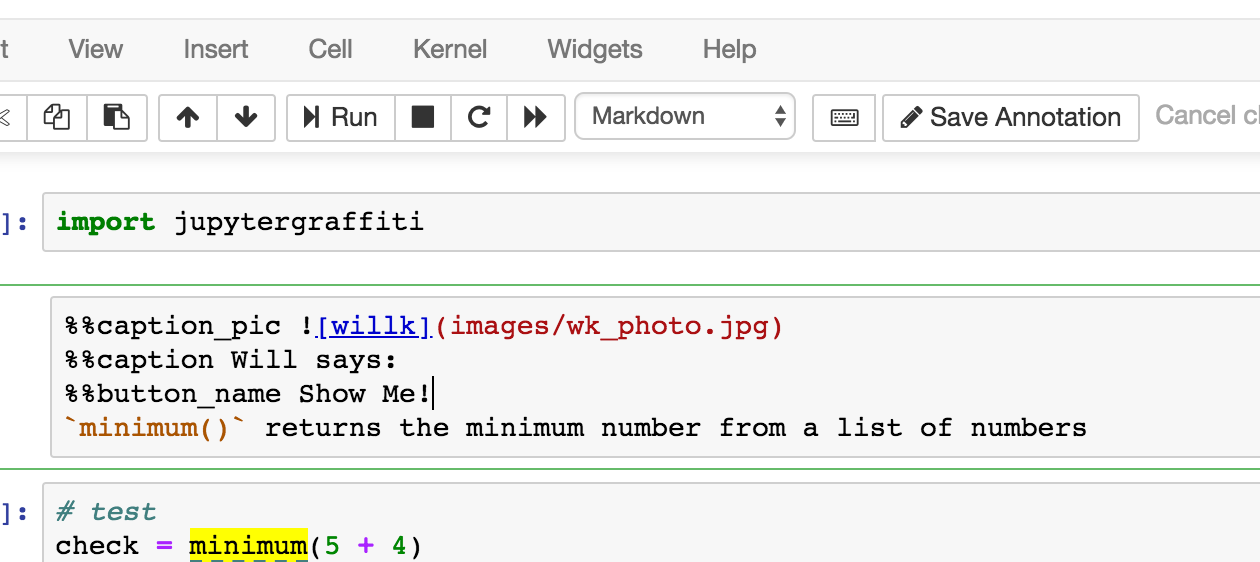 t View Insert Cell Kernel Widgets Help
Run Markdown Save Annotation Cancel
]: import jupytergraffiti
%%caption_pic ![willk](images/wk_photo.jpg)
%%caption Will says:
%%button_name Show Me!
`minimum()` returns the minimum number from a list of numbers
]: # test
check = minimum(5 + 4)